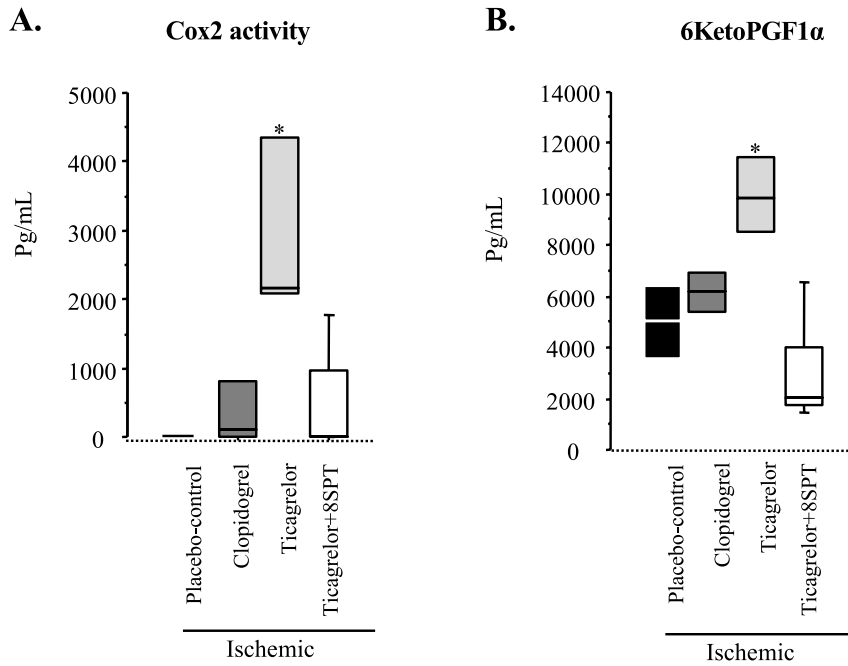 A.
Cox2 activity
Pg/mL
5000
4000
3000
2000
1000
0
*
Placebo-control
Clopidogrel
Ticagrelor
Ticagrelor+8SPT
Ischemic
B.
6KetoPGF1α
Pg/mL
14000
12000
10000
8000
6000
4000
2000
0
*
Placebo-control
Clopidogrel
Ticagrelor
Ticagrelor+8SPT
Ischemic